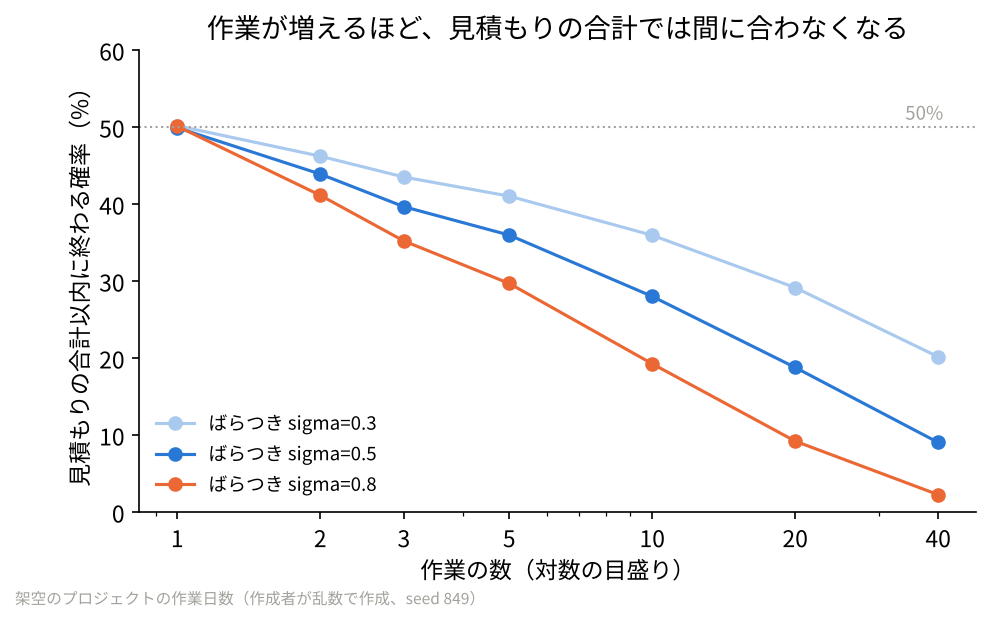 作業が増えるほど、見積もりの合計では間に合わなくなる
見積もりの合計以内に終わる確率（%）
60
50
40
30
20
10
0
50%
ばらつき sigma=0.3
ばらつき sigma=0.5
ばらつき sigma=0.8
1 2 3 5 10 20 40
作業の数（対数の目盛り）
架空のプロジェクトの作業日数（作成者が乱数で作成、seed 849）